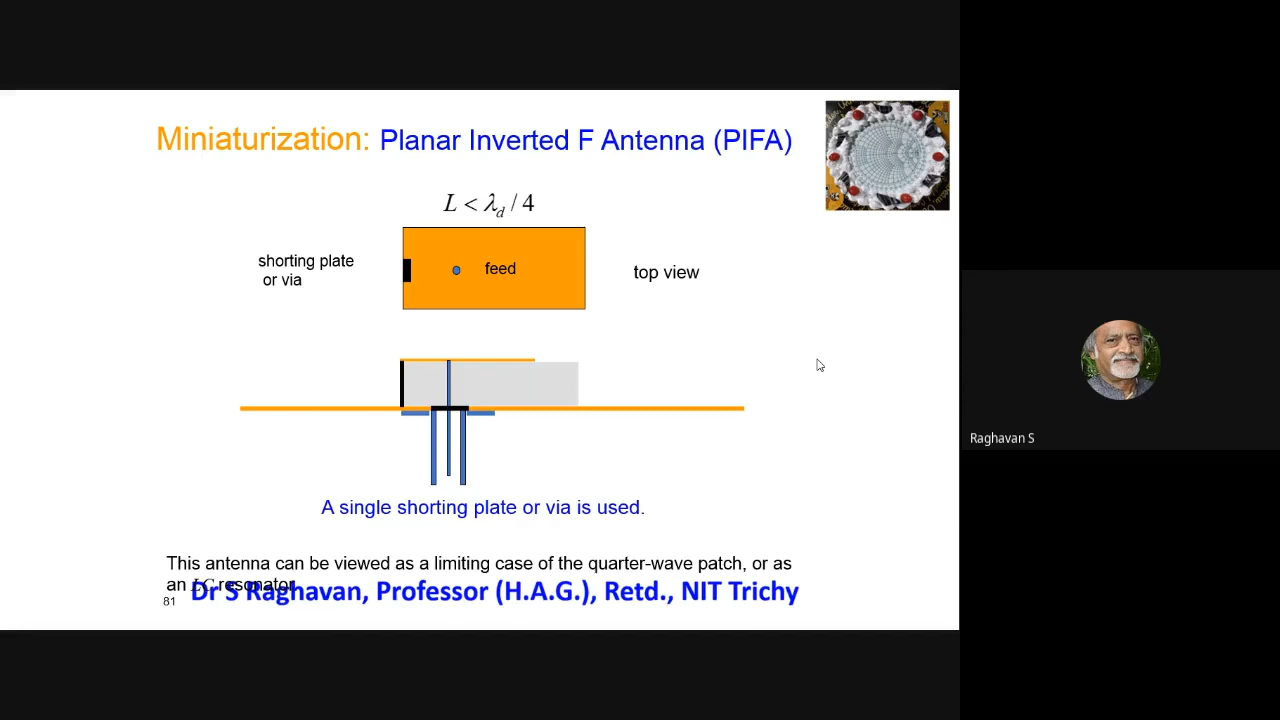 Miniaturization: Planar Inverted F Antenna (PIFA)
L < λd / 4
shorting plate
or via
feed
top view
A single shorting plate or via is used.
This antenna can be viewed as a limiting case of the quarter-wave patch, or as
an LC resonator.
Dr S Raghavan, Professor (H.A.G.), Retd., NIT Trichy
81
Raghavan S